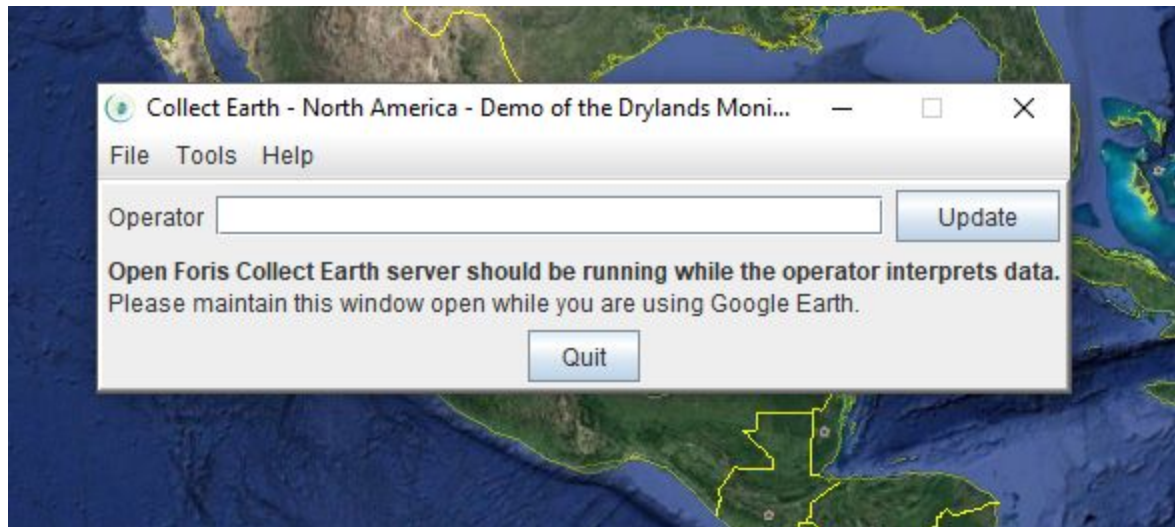 Collect Earth - North America - Demo of the Drylands Moni...
File Tools Help
Operator Update
Open Foris Collect Earth server should be running while the operator interprets data.
Please maintain this window open while you are using Google Earth.
Quit